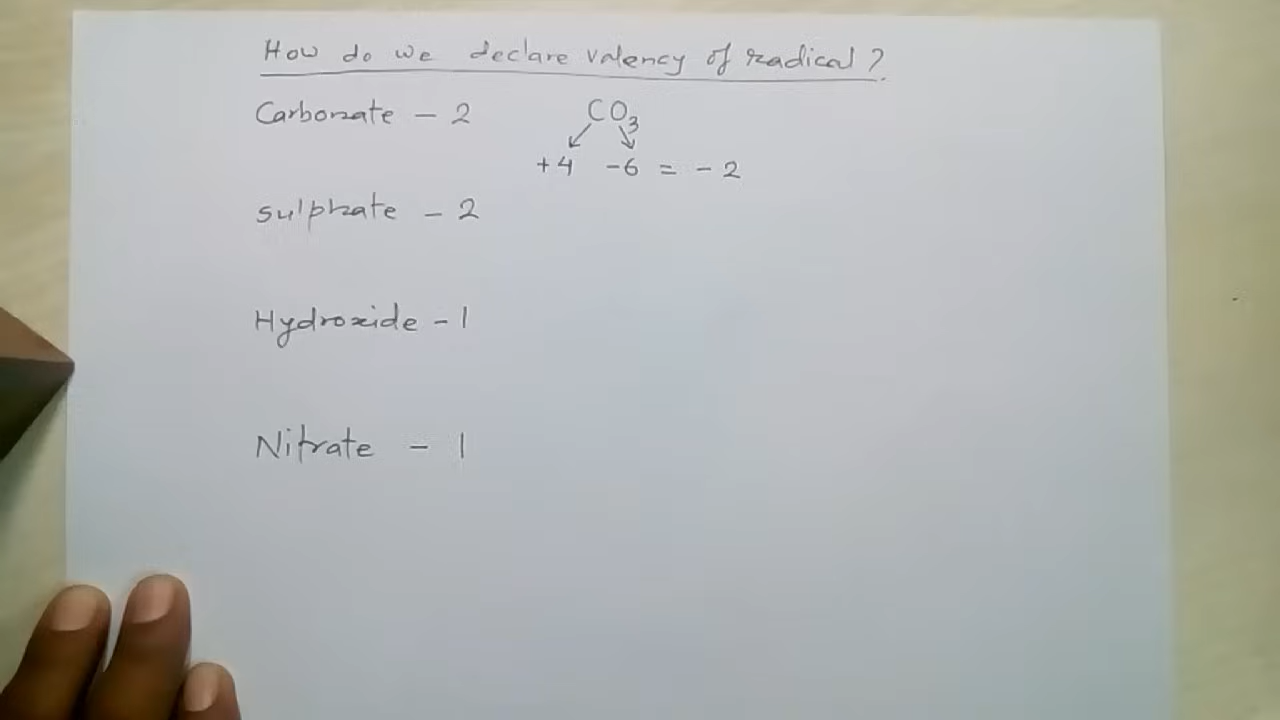 How do we declare valency of radical?
Carbonate - 2 CO3
+4 -6 = -2
Sulphate - 2
Hydroxide - 1
Nitrate - 1